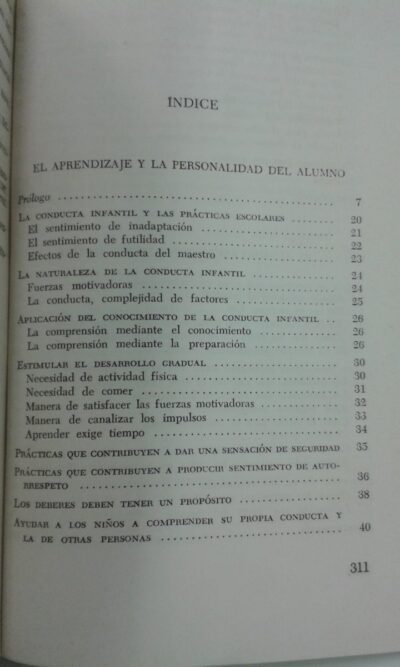 ÍNDICE
EL APRENDIZAJE Y LA PERSONALIDAD DEL ALUMNO
Prólogo 7
LA CONDUCTA INFANTIL Y LAS PRÁCTICAS ESCOLARES 20
El sentimiento de inadaptación 21
El sentimiento de futilidad 22
Efectos de la conducta del maestro 23
LA NATURALEZA DE LA CONDUCTA INFANTIL 24
Fuerzas motivadoras 24
La conducta, complejidad de factores 25
APLICACIÓN DEL CONOCIMIENTO DE LA CONDUCTA INFANTIL 26
La comprensión mediante el conocimiento 26
La comprensión mediante la preparación 26
ESTIMULAR EL DESARROLLO GRADUAL 30
Necesidad de actividad física 30
Necesidad de comer 31
Manera de satisfacer las fuerzas motivadoras 32
Manera de canalizar los impulsos 33
Aprender exige tiempo 34
PRÁCTICAS QUE CONTRIBUYEN A DAR UNA SENSACIÓN DE SEGURIDAD 35
PRÁCTICAS QUE CONTRIBUYEN A PRODUCIR SENTIMIENTO DE AUTO-
RRESPETO 36
LOS DEBERES DEBEN TENER UN PROPÓSITO 38
AYUDAR A LOS NIÑOS A COMPRENDER SU PROPIA CONDUCTA Y
LA DE OTRAS PERSONAS 40
311